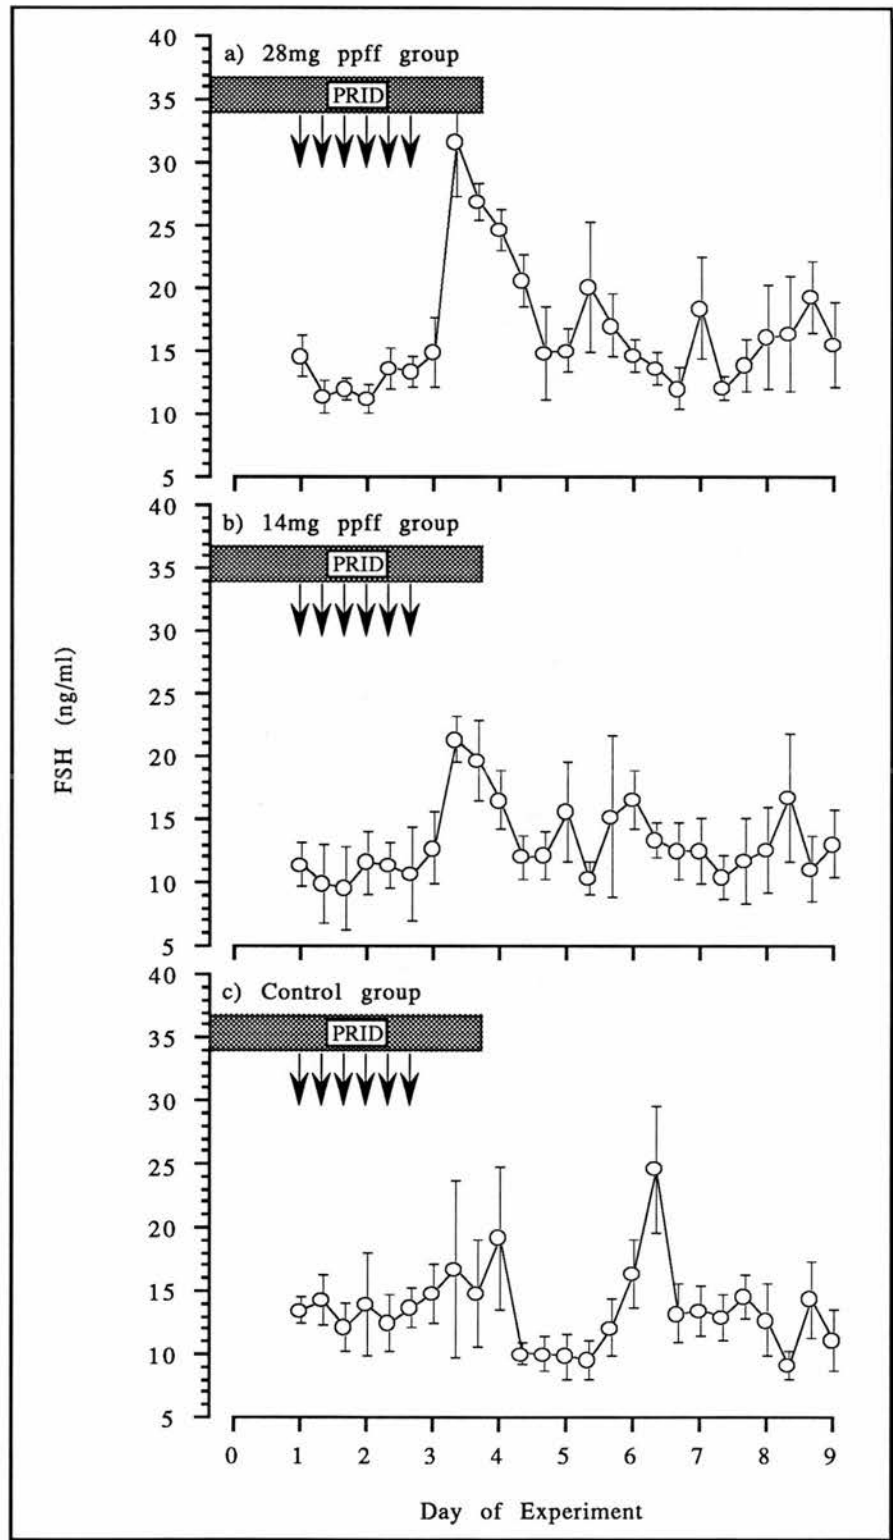 a) 28mg ppff group
PRID
40
35
30
25
20
15
10
5
b) 14mg ppff group
PRID
40
35
30
25
20
15
10
5
c) Control group
PRID
40
35
30
25
20
15
10
5
FSH (ng/ml)
0 1 2 3 4 5 6 7 8 9
Day of Experiment